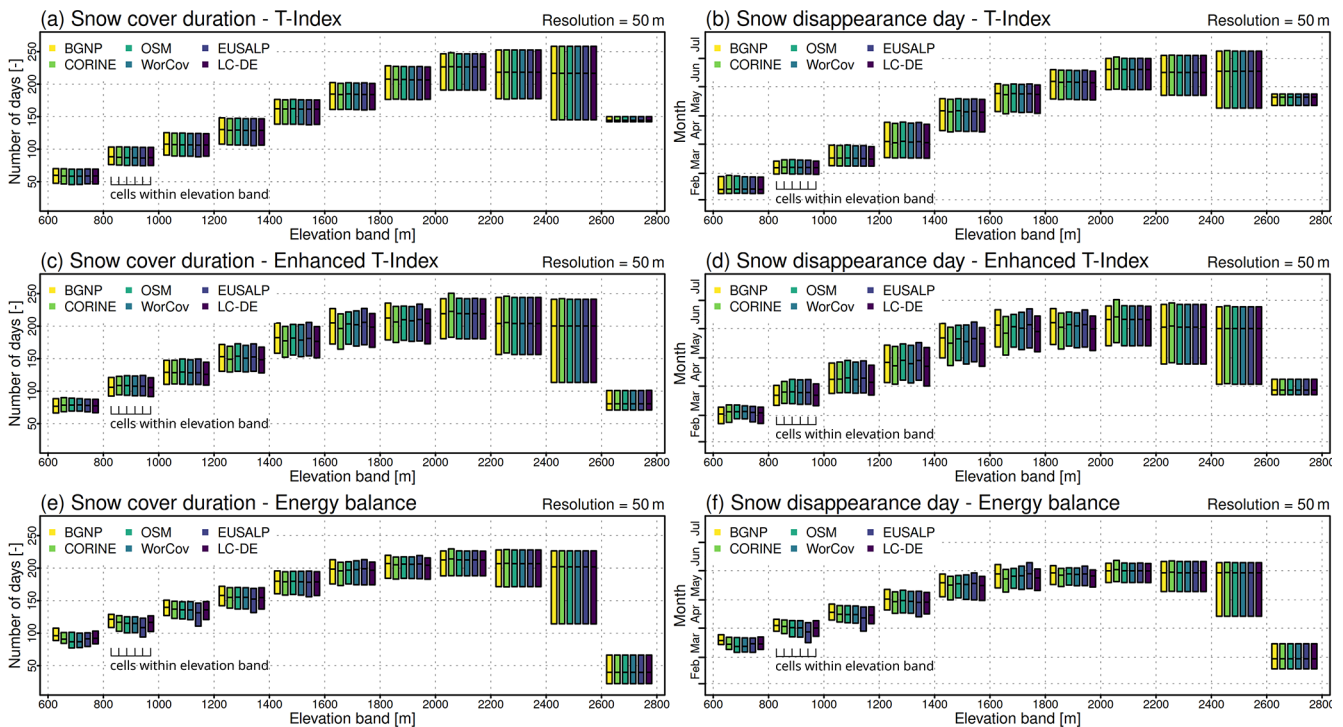 (a) Snow cover duration - T-Index
Resolution = 50 m
Number of days [-]
250
200
150
100
50
BGNP OSM EUSALP
CORINE WorCov LC-DE
cells within elevation band
600 800 1000 1200 1400 1600 1800 2000 2200 2400 2600 2800
Elevation band [m]
(b) Snow disappearance day - T-Index
Resolution = 50 m
Month
Jul
Jun
May
Apr
Mar
Feb
BGNP OSM EUSALP
CORINE WorCov LC-DE
cells within elevation band
600 800 1000 1200 1400 1600 1800 2000 2200 2400 2600 2800
Elevation band [m]
(c) Snow cover duration - Enhanced T-Index
Resolution = 50 m
Number of days [-]
250
200
150
100
50
BGNP OSM EUSALP
CORINE WorCov LC-DE
cells within elevation band
600 800 1000 1200 1400 1600 1800 2000 2200 2400 2600 2800
Elevation band [m]
(d) Snow disappearance day - Enhanced T-Index
Resolution = 50 m
Month
Jul
Jun
May
Apr
Mar
Feb
BGNP OSM EUSALP
CORINE WorCov LC-DE
cells within elevation band
600 800 1000 1200 1400 1600 1800 2000 2200 2400 2600 2800
Elevation band [m]
(e) Snow cover duration - Energy balance
Resolution = 50 m
Number of days [-]
250
200
150
100
50
BGNP OSM EUSALP
CORINE WorCov LC-DE
cells within elevation band
600 800 1000 1200 1400 1600 1800 2000 2200 2400 2600 2800
Elevation band [m]
(f) Snow disappearance day - Energy balance
Resolution = 50 m
Month
Jul
Jun
May
Apr
Mar
Feb
BGNP OSM EUSALP
CORINE WorCov LC-DE
cells within elevation band
600 800 1000 1200 1400 1600 1800 2000 2200 2400 2600 2800
Elevation band [m]